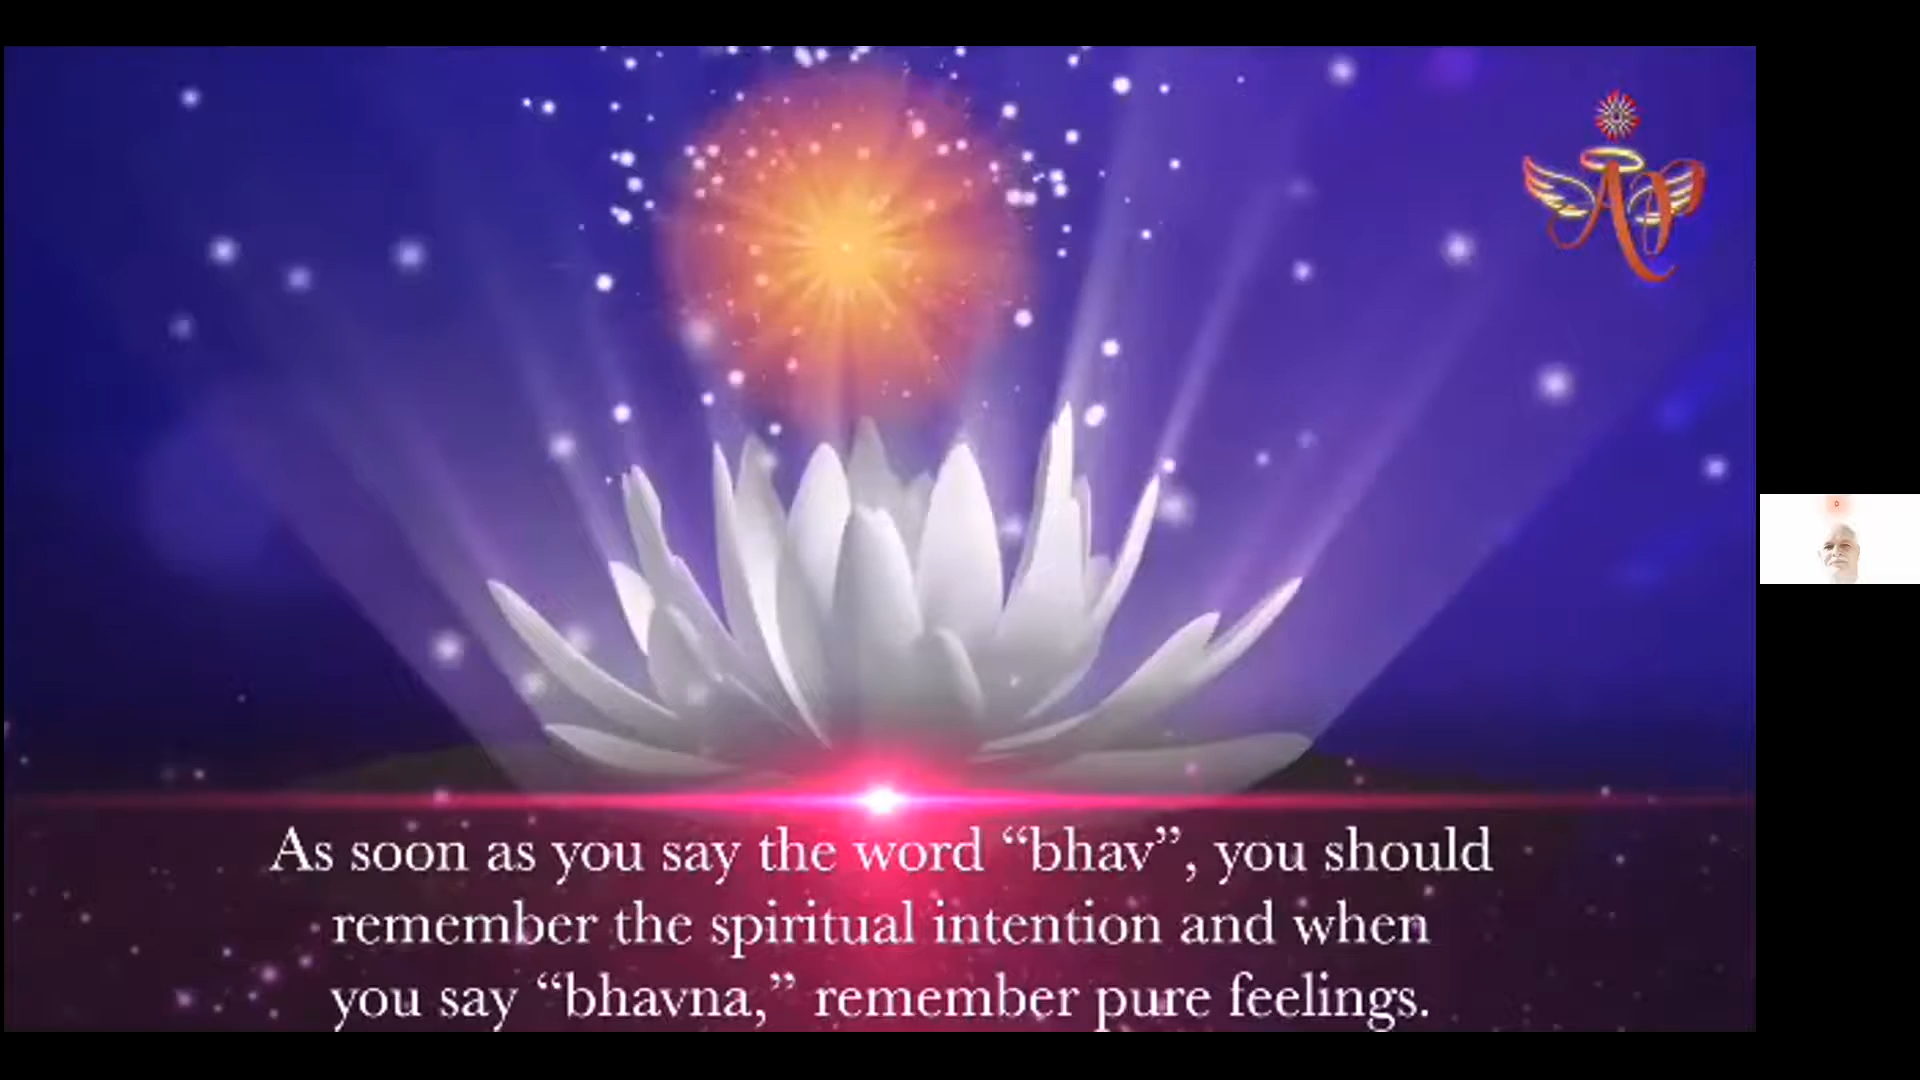 AP
As soon as you say the word “bhav”, you should
remember the spiritual intention and when
you say “bhavna,” remember pure feelings.